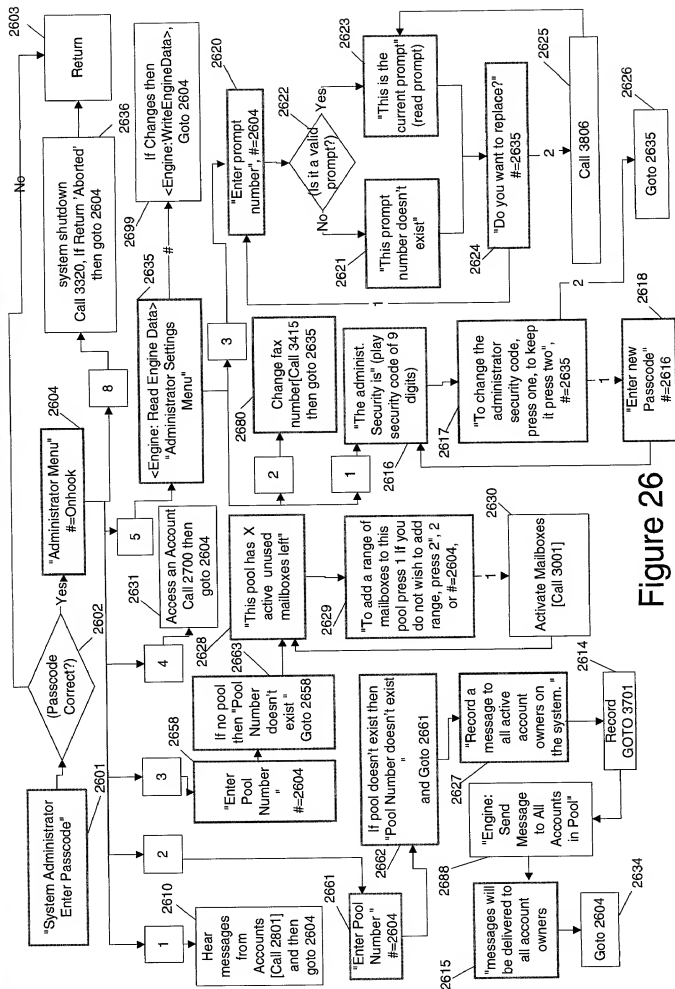 "System Administrator
Enter Passcode"
2601
(Passcode
Correct?)
2602
No
Yes
"Administrator Menu"
#=Onhook
2604
8
system shutdown
Call 3320, If Return 'Aborted'
then goto 2604
2636
Return
2603
1
2610
Hear
messages
from
Accounts
[Call 2801]
and then
goto 2604
2
2661
"Enter Pool
Number "
#=2604
2662
If pool doesn't exist then
"Pool Number doesn't exist
"
and Goto 2661
2627
"Record a
message to
all active
account
owners on
the system. "
2614
Record
GOTO 3701
2688
"Engine:
Send
Message
to All
Accounts
in Pool"
2615
"messages will
be delivered to
all account
owners
2634
Goto 2604
3
2658
"Enter
Pool
Number
"
#=2604
2663
If no pool
then "Pool
Number
doesn't
exist "
Goto 2658
2628
"This pool has X
active unused
mailboxes left"
2629
"To add a range of
mailboxes to this
pool press 1 If you
do not wish to add
range, press 2", 2
or #=2604,
1
2630
Activate Mailboxes
[Call 3001]
4
2631
Access an Account
Call 2700 then
goto 2604
5
2635
<Engine: Read Engine Data>
"Administrator Settings
Menu"
#
2699
If Changes then
<Engine:WriteEngineData>,
Goto 2604
1
2616
"The administ.
Security is" (play
security code of 9
digits)
2617
"To change the
administrator
security code,
press one, to keep
it press two",
#=2635
1
2618
"Enter new
Passcode"
#=2616
2
2626
Goto 2635
2
2680
Change fax
number[Call 3415
then goto 2635
3
2620
"Enter prompt
number", #=2604
2622
(Is it a valid
prompt?)
No
Yes
2621
"This prompt
number doesn't
exist"
2623
"This is the
current prompt"
(read prompt)
2624
"Do you want to replace?"
#=2635
1
2
2625
Call 3806
Figure 26